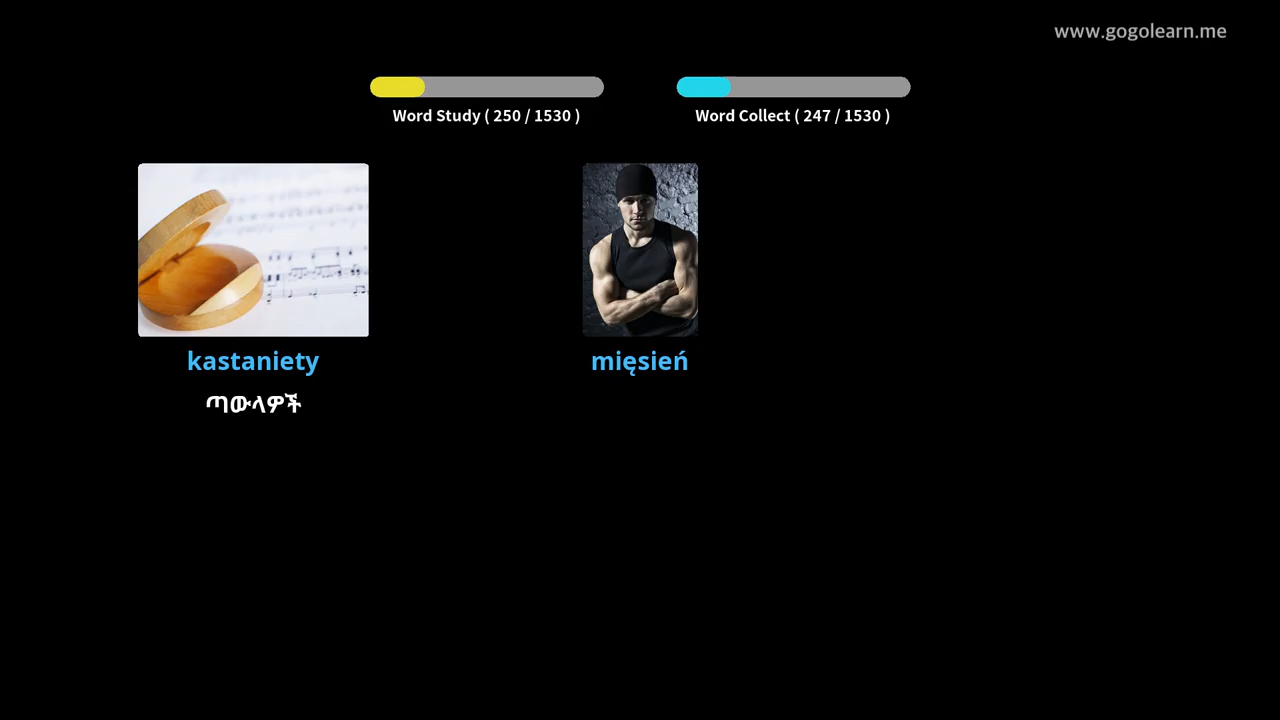 www.gogolearn.me
Word Study ( 250 / 1530 )
Word Collect ( 247 / 1530 )
kastaniety
mięsień
ጣውላዎች